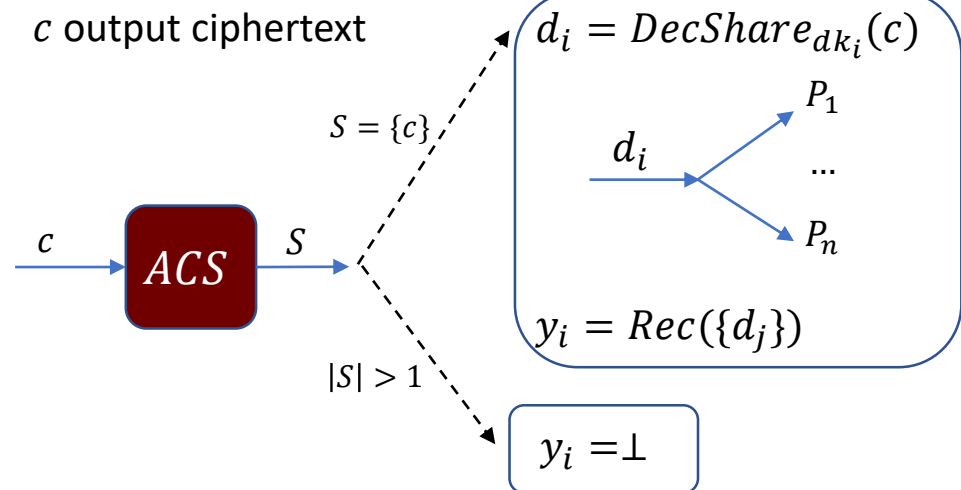 c output ciphertext
d_i = DecShare_{dk_i}(c)
P_1
S = {c}
d_i
...
c
ACS
S
P_n
y_i = Rec({d_j})
|S| > 1
y_i =⊥